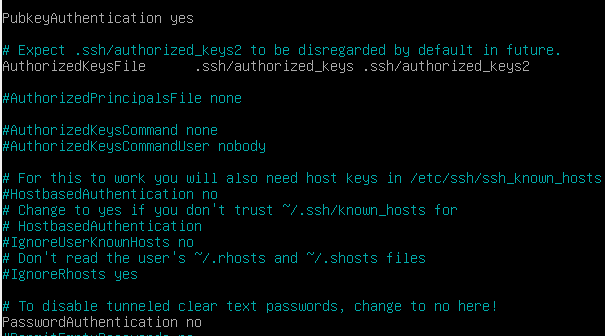 PubkeyAuthentication yes
# Expect .ssh/authorized_keys2 to be disregarded by default in future.
AuthorizedKeysFile .ssh/authorized_keys .ssh/authorized_keys2
#AuthorizedPrincipalsFile none
#AuthorizedKeysCommand none
#AuthorizedKeysCommandUser nobody
# For this to work you will also need host keys in /etc/ssh/ssh_known_hosts
#HostbasedAuthentication no
# Change to yes if you don't trust ~/.ssh/known_hosts for
# HostbasedAuthentication
#IgnoreUserKnownHosts no
# Don't read the user's ~/.rhosts and ~/.shosts files
#IgnoreRhosts yes
# To disable tunneled clear text passwords, change to no here!
PasswordAuthentication no
#PermitEmptyPasswords no